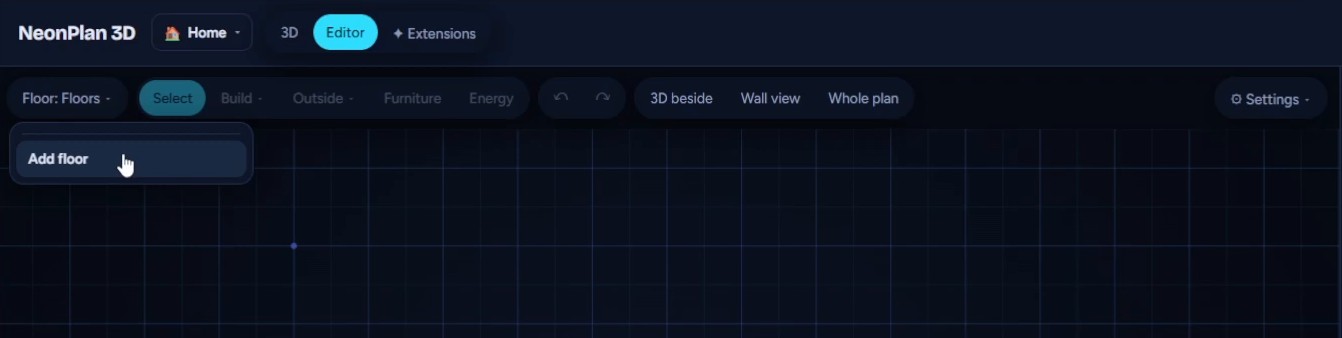 NeonPlan 3D Home 3D Editor Extensions
Floor: Floors Select Build Outside Furniture Energy 3D beside Wall view Whole plan Settings
Add floor